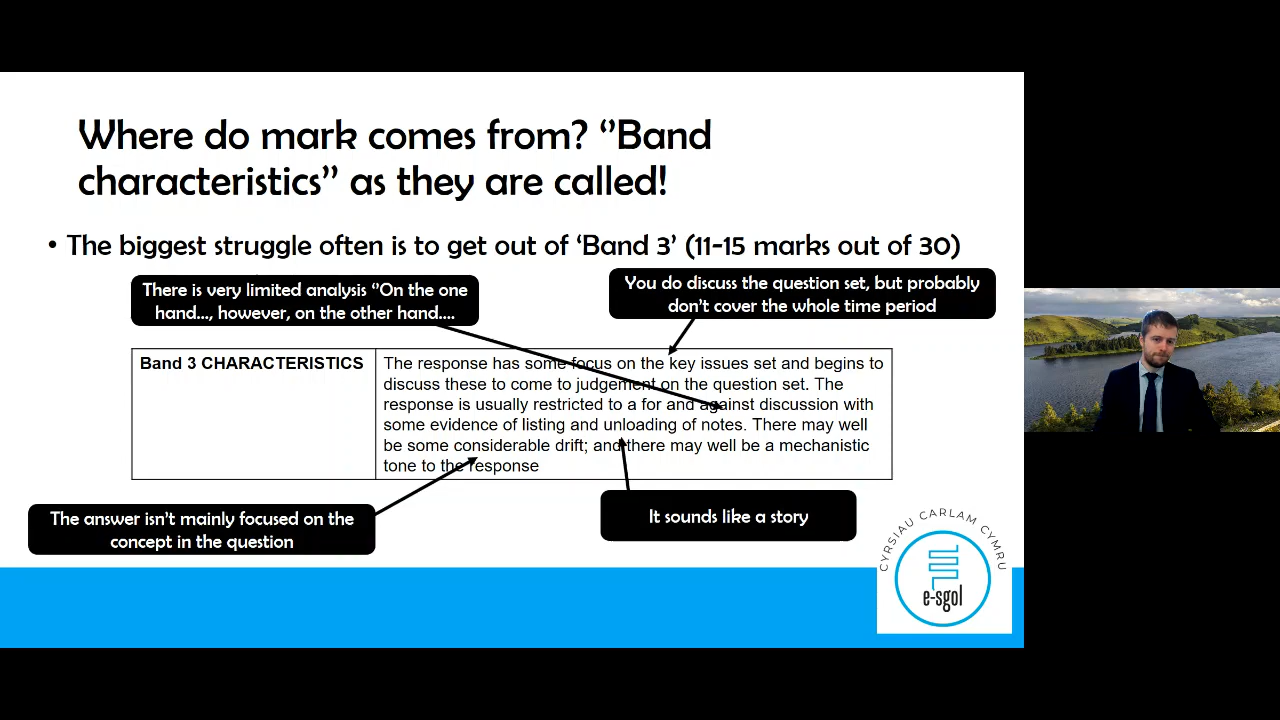 Where do mark comes from? ‘’Band
characteristics’’ as they are called!
• The biggest struggle often is to get out of ‘Band 3’ (11-15 marks out of 30)
There is very limited analysis ‘’On the one
hand…, however, on the other hand….
You do discuss the question set, but probably
don’t cover the whole time period
Band 3 CHARACTERISTICS
The response has some focus on the key issues set and begins to
discuss these to come to judgement on the question set. The
response is usually restricted to a for and against discussion with
some evidence of listing and unloading of notes. There may well
be some considerable drift; and there may well be a mechanistic
tone to the response
The answer isn’t mainly focused on the
concept in the question
It sounds like a story
CYRSIAU CARLAM CYMRU
e-sgol